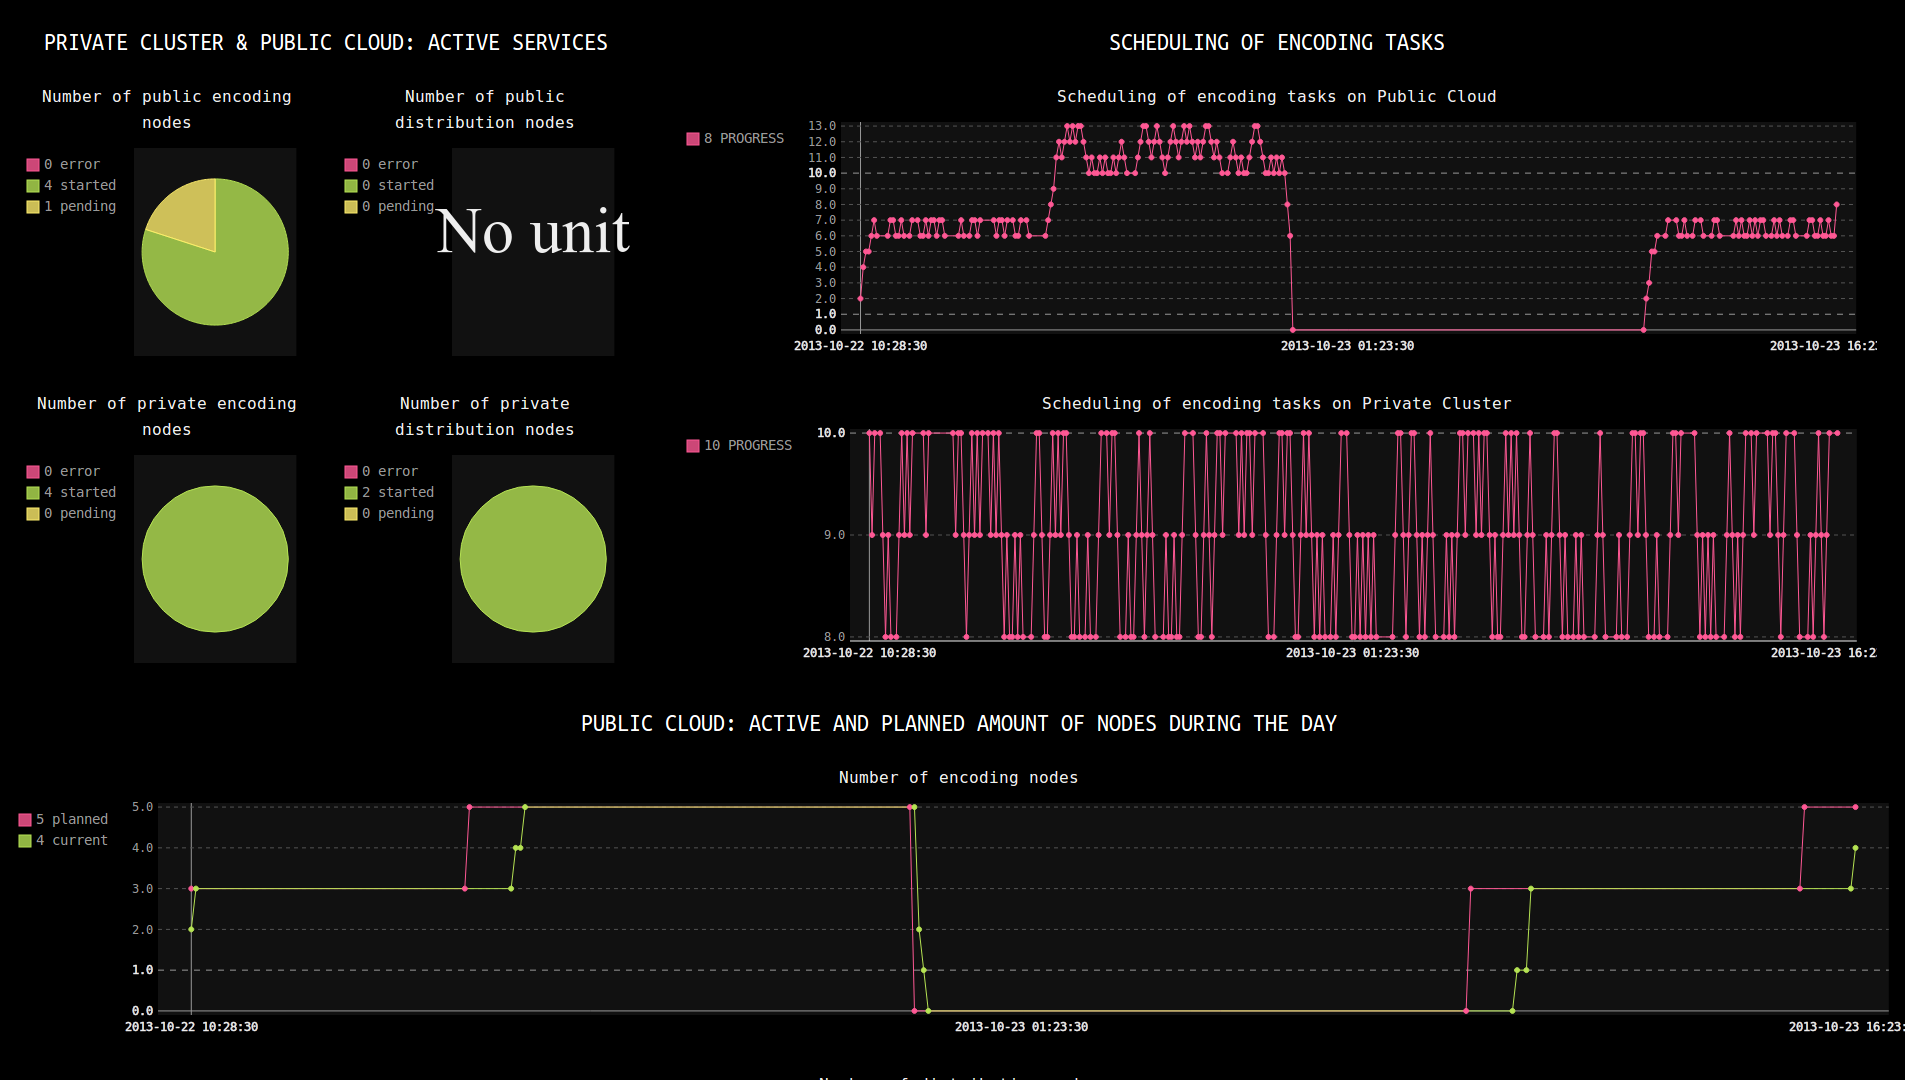 PRIVATE CLUSTER & PUBLIC CLOUD: ACTIVE SERVICES
Number of public encoding
nodes
0 error
4 started
1 pending
Number of public
distribution nodes
0 error
0 started
0 pending
No unit
Number of private encoding
nodes
0 error
4 started
0 pending
Number of private
distribution nodes
0 error
2 started
0 pending
SCHEDULING OF ENCODING TASKS
Scheduling of encoding tasks on Public Cloud
8 PROGRESS
13.0
12.0
11.0
10.0
9.0
8.0
7.0
6.0
5.0
4.0
3.0
2.0
1.0
0.0
2013-10-22 10:28:30
2013-10-23 01:23:30
2013-10-23 16:2
Scheduling of encoding tasks on Private Cluster
10 PROGRESS
10.0
9.0
8.0
2013-10-22 10:28:30
2013-10-23 01:23:30
2013-10-23 16:2
PUBLIC CLOUD: ACTIVE AND PLANNED AMOUNT OF NODES DURING THE DAY
Number of encoding nodes
5 planned
4 current
5.0
4.0
3.0
2.0
1.0
0.0
2013-10-22 10:28:30
2013-10-23 01:23:30
2013-10-23 16:23: